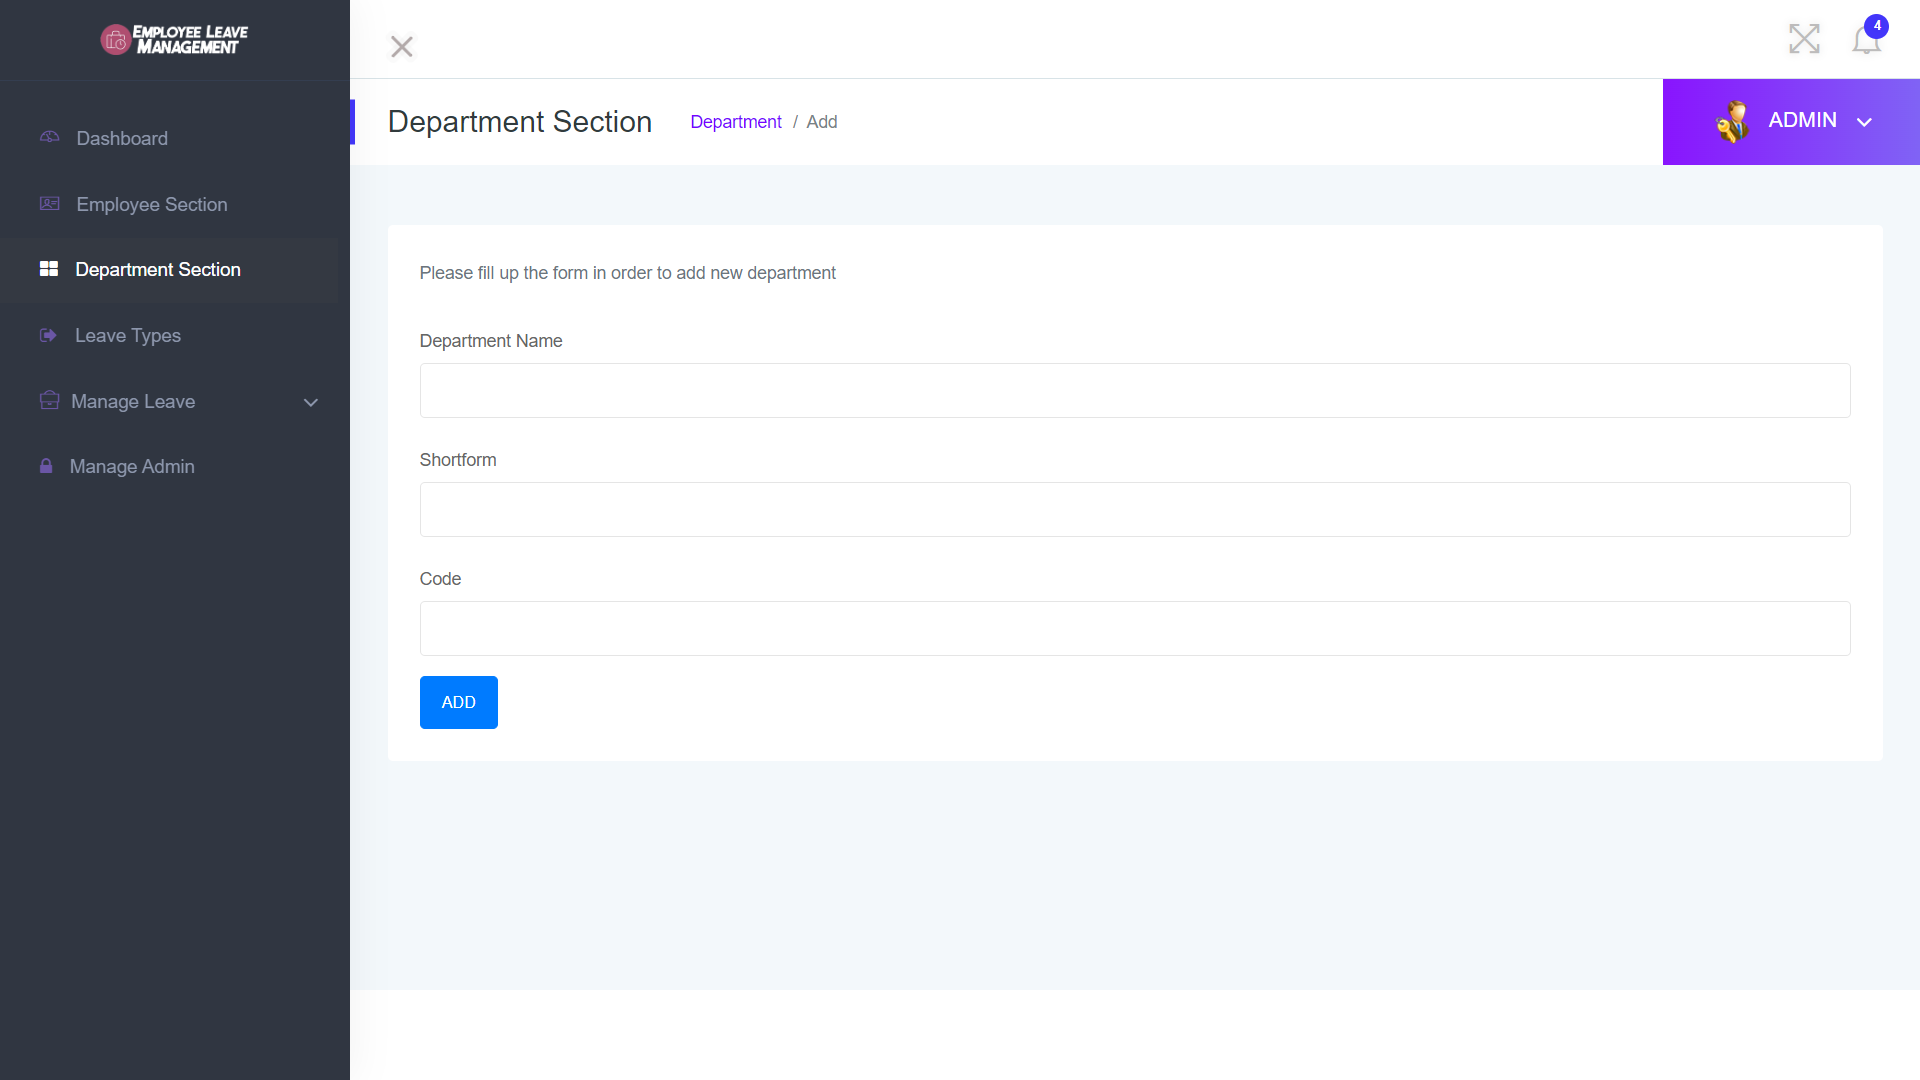 EMPLOYEE LEAVE
MANAGEMENT
4
Dashboard
Employee Section
Department Section
Leave Types
Manage Leave
Manage Admin
Department Section
Department / Add
ADMIN
Please fill up the form in order to add new department
Department Name
Shortform
Code
ADD